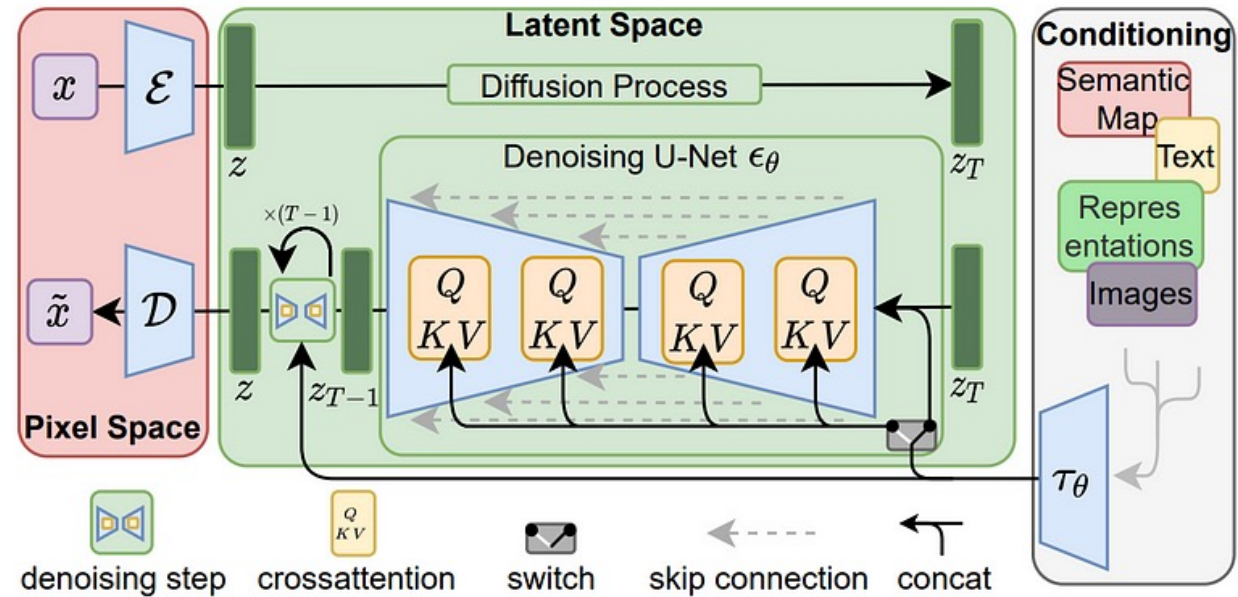 Latent Space
Conditioning
x
ℰ
Diffusion Process
z
z_T
Semantic
Map
Text
Denoising U-Net ϵ_θ
Repres
entations
Images
×(T−1)
x̃
𝒟
Q
K V
Q
K V
Q
K V
Q
K V
z
z_{T−1}
z_T
Pixel Space
τ_θ
Q
K V
denoising step
crossattention
switch
skip connection
concat